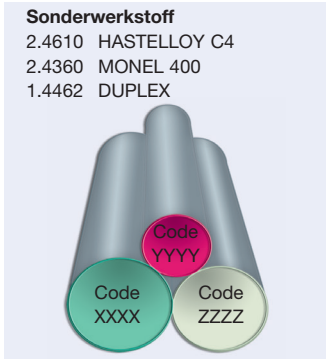 Sonderwerkstoff
2.4610 HASTELLOY C4
2.4360 MONEL 400
1.4462 DUPLEX
Code
YYYY
Code
XXXX
Code
ZZZZ